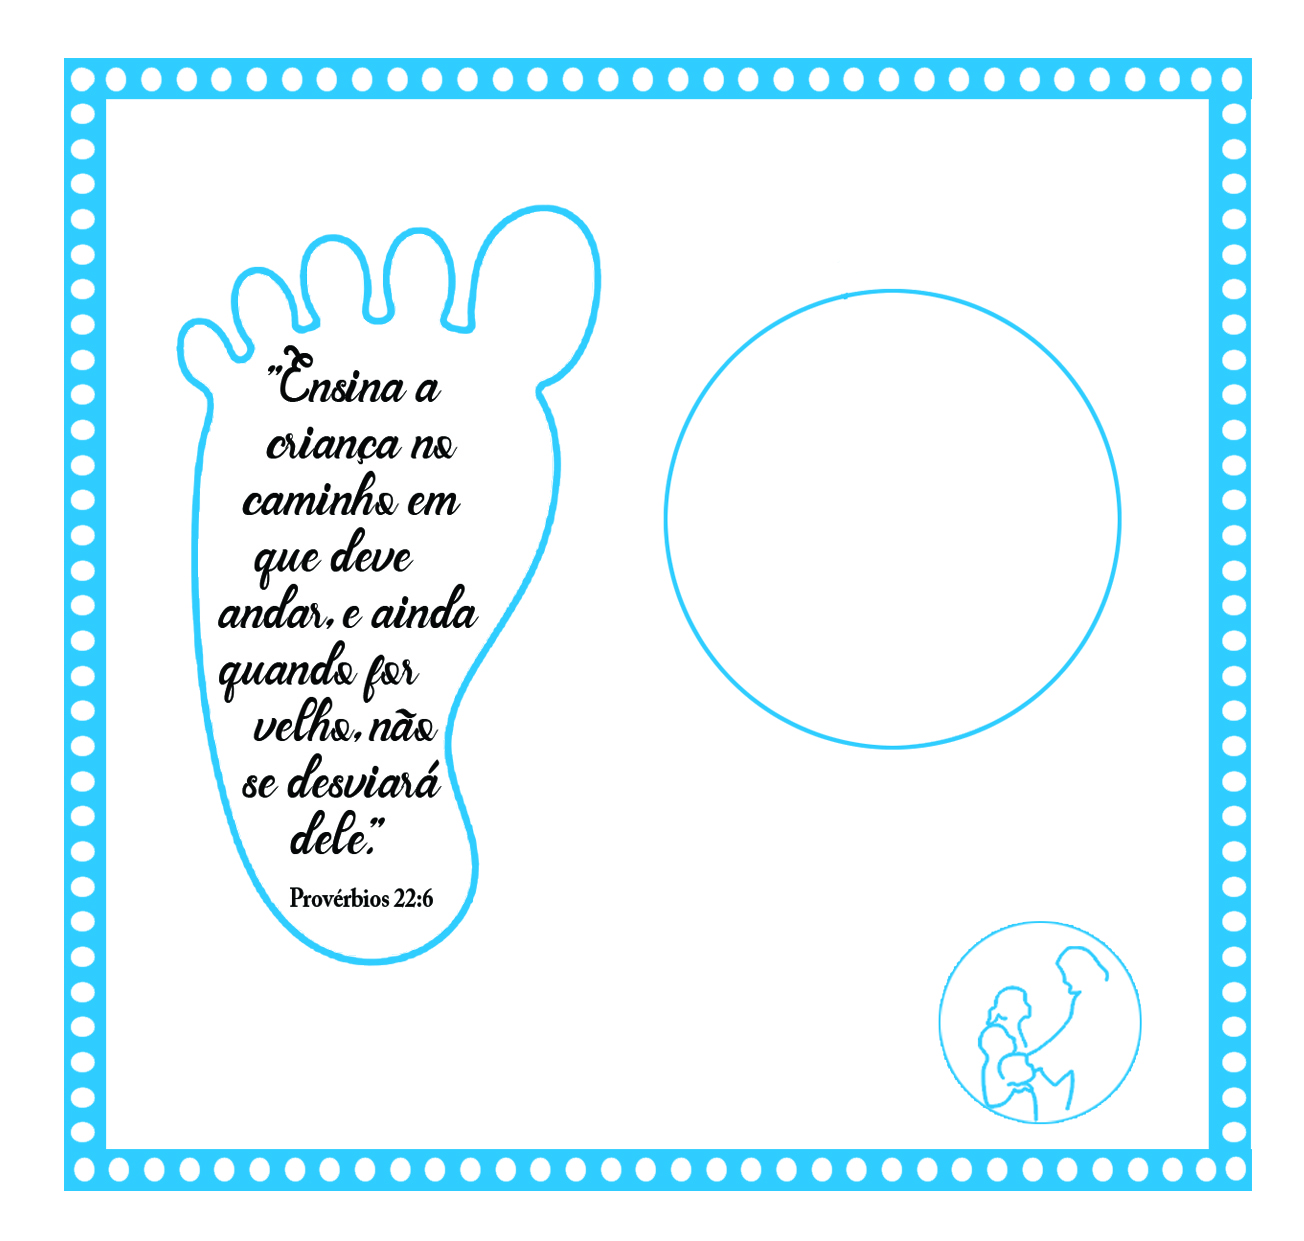 "Ensina a
criança no
caminho em
que deve
andar, e ainda
quando for
velho, não
se desviará
dele."
Provérbios 22:6